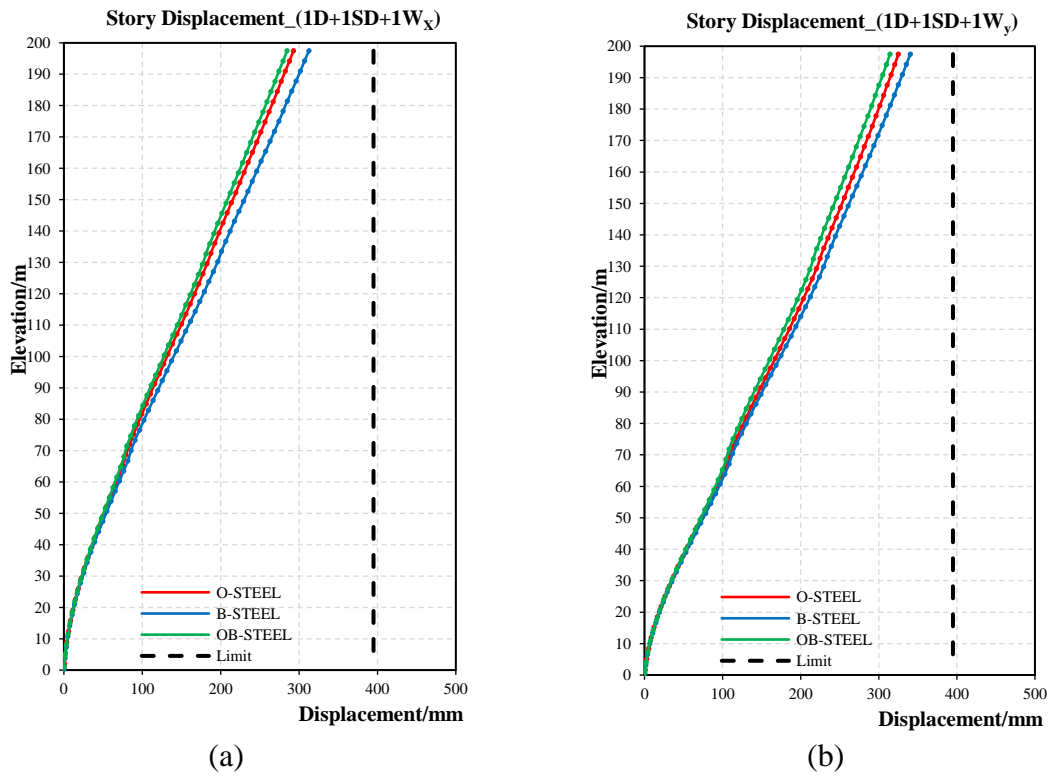 Story Displacement_(1D+1SD+1W_X)
200
190
180
170
160
150
140
130
120
110
100
90
80
70
60
50
40
30
20
10
0
Elevation/m
O-STEEL
B-STEEL
OB-STEEL
Limit
0 100 200 300 400 500
Displacement/mm
(a)
Story Displacement_(1D+1SD+1W_y)
200
190
180
170
160
150
140
130
120
110
100
90
80
70
60
50
40
30
20
10
0
Elevation/m
O-STEEL
B-STEEL
OB-STEEL
Limit
0 100 200 300 400 500
Displacement/mm
(b)